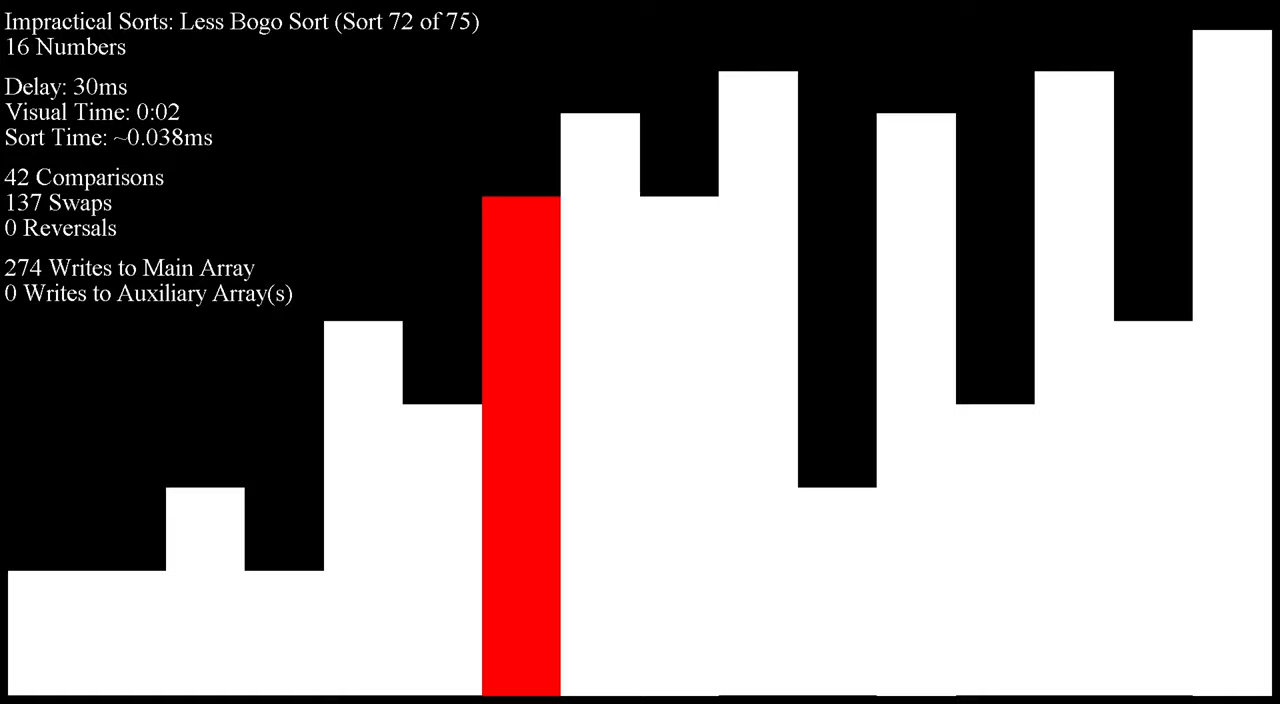 Impractical Sorts: Less Bogo Sort (Sort 72 of 75)
16 Numbers
Delay: 30ms
Visual Time: 0:02
Sort Time: ~0.038ms
42 Comparisons
137 Swaps
0 Reversals
274 Writes to Main Array
0 Writes to Auxiliary Array(s)